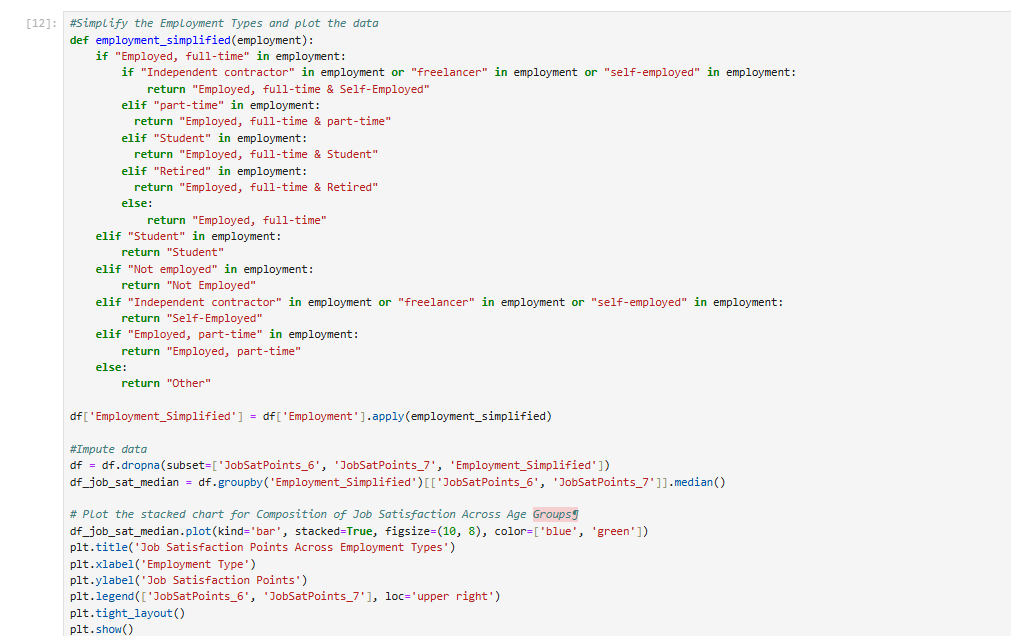 [12]: #Simplify the Employment Types and plot the data
def employment_simplified(employment):
    if "Employed, full-time" in employment:
        if "Independent contractor" in employment or "freelancer" in employment or "self-employed" in employment:
            return "Employed, full-time & Self-Employed"
        elif "part-time" in employment:
          return "Employed, full-time & part-time"
        elif "Student" in employment:
          return "Employed, full-time & Student"
        elif "Retired" in employment:
          return "Employed, full-time & Retired"
        else:
            return "Employed, full-time"
    elif "Student" in employment:
        return "Student"
    elif "Not employed" in employment:
        return "Not Employed"
    elif "Independent contractor" in employment or "freelancer" in employment or "self-employed" in employment:
        return "Self-Employed"
    elif "Employed, part-time" in employment:
        return "Employed, part-time"
    else:
        return "Other"

df['Employment_Simplified'] = df['Employment'].apply(employment_simplified)

#Impute data
df = df.dropna(subset=['JobSatPoints_6', 'JobSatPoints_7', 'Employment_Simplified'])
df_job_sat_median = df.groupby('Employment_Simplified')[['JobSatPoints_6', 'JobSatPoints_7']].median()

# Plot the stacked chart for Composition of Job Satisfaction Across Age Groups¶
df_job_sat_median.plot(kind='bar', stacked=True, figsize=(10, 8), color=['blue', 'green'])
plt.title('Job Satisfaction Points Across Employment Types')
plt.xlabel('Employment Type')
plt.ylabel('Job Satisfaction Points')
plt.legend(['JobSatPoints_6', 'JobSatPoints_7'], loc='upper right')
plt.tight_layout()
plt.show()